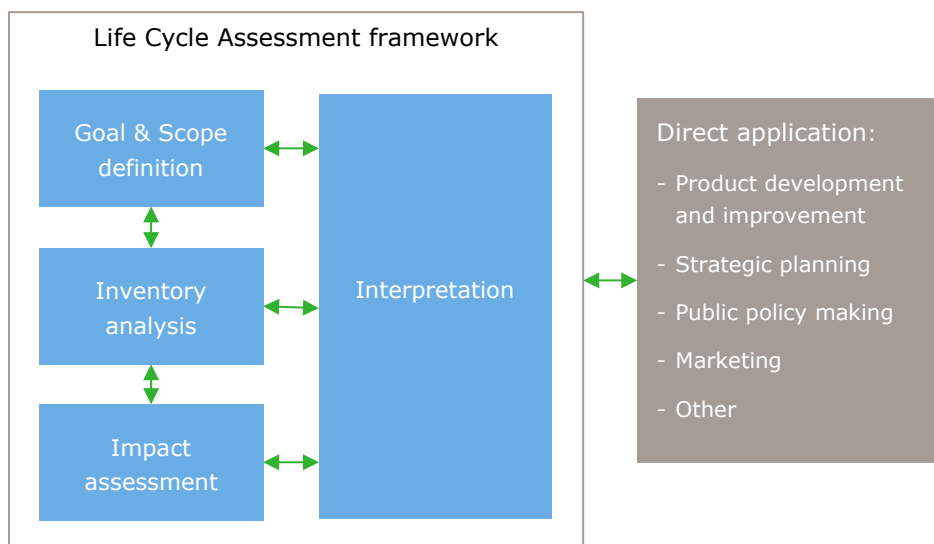 Life Cycle Assessment framework
Goal & Scope
definition
Inventory
analysis
Impact
assessment
Interpretation
Direct application:
- Product development
and improvement
- Strategic planning
- Public policy making
- Marketing
- Other